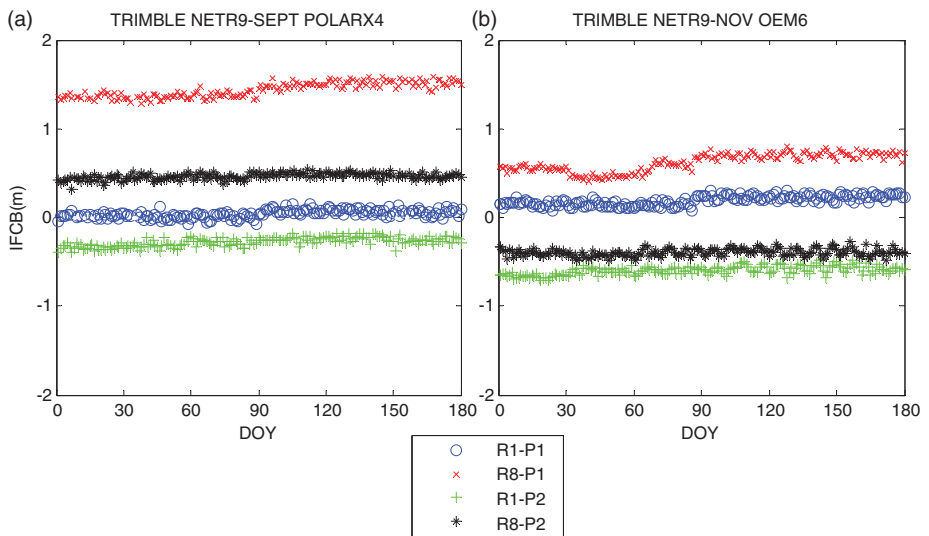 (a) TRIMBLE NETR9-SEPT POLARX4
(b) TRIMBLE NETR9-NOV OEM6
2
1
0
-1
-2
IFCB(m)
0 30 60 90 120 150 180
DOY
2
1
0
-1
-2
0 30 60 90 120 150 180
DOY
R1-P1
R8-P1
R1-P2
R8-P2